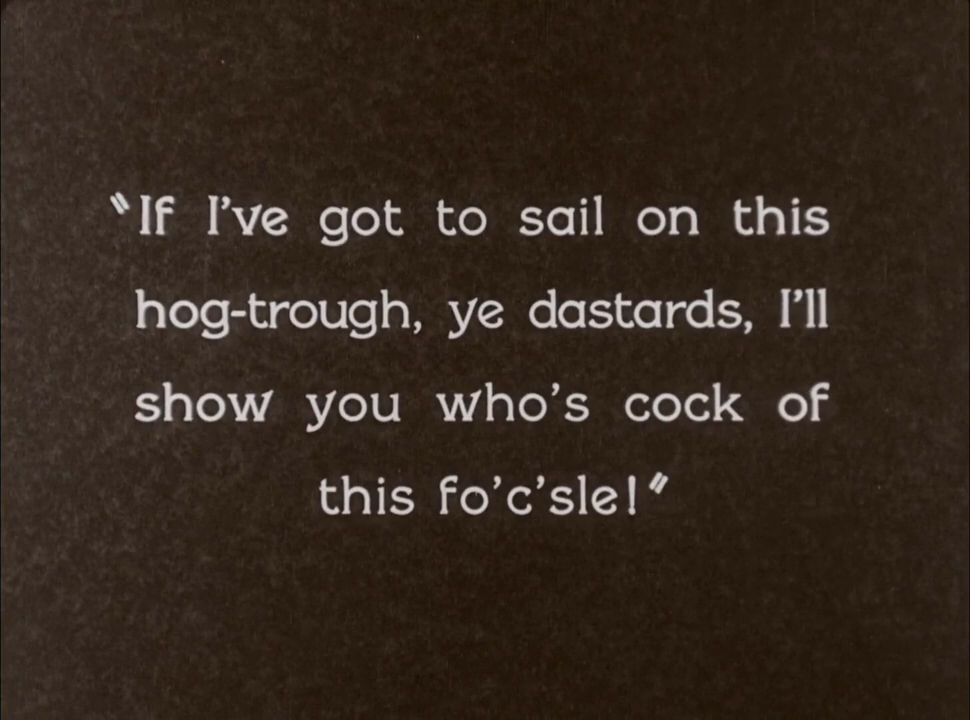 "If I've got to sail on this
hog-trough, ye dastards, I'll
show you who's cock of
this fo'c'sle!"